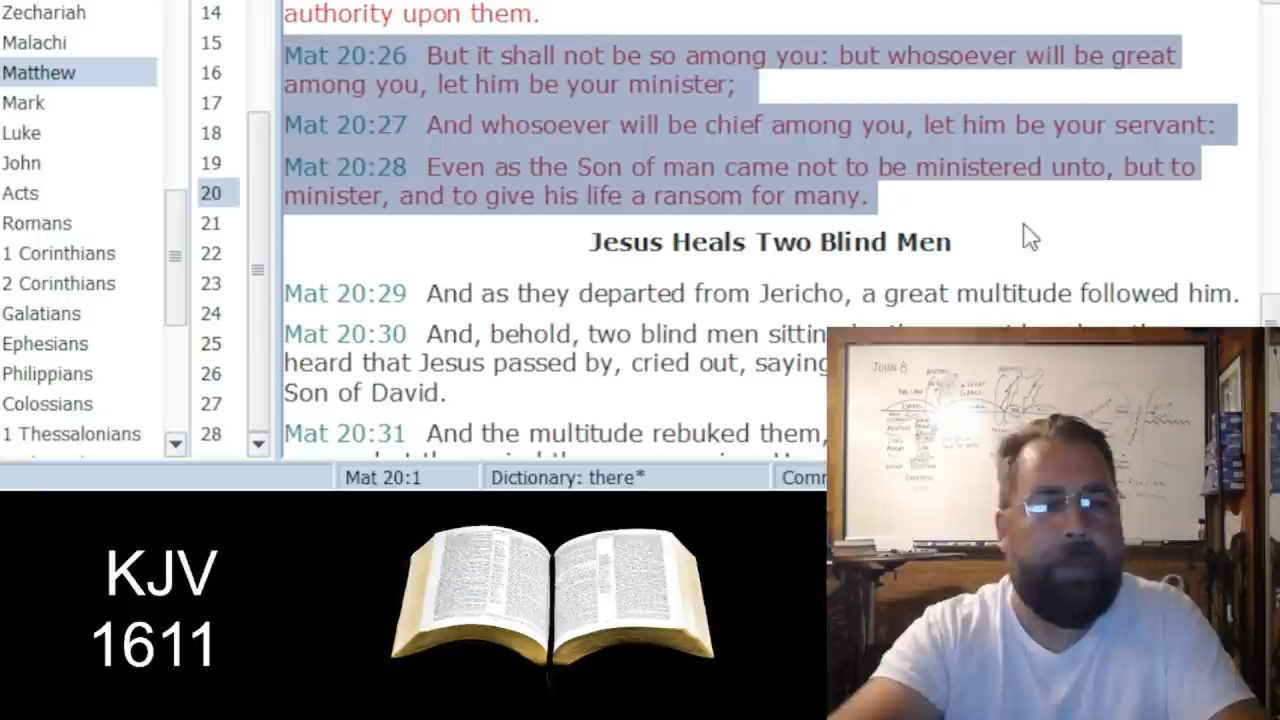 Zechariah
Malachi
Matthew
Mark
Luke
John
Acts
Romans
1 Corinthians
2 Corinthians
Galatians
Ephesians
Philippians
Colossians
1 Thessalonians
14
15
16
17
18
19
20
21
22
23
24
25
26
27
28
authority upon them.
Mat 20:26 But it shall not be so among you: but whosoever will be great
among you, let him be your minister;
Mat 20:27 And whosoever will be chief among you, let him be your servant:
Mat 20:28 Even as the Son of man came not to be ministered unto, but to
minister, and to give his life a ransom for many.
Jesus Heals Two Blind Men
Mat 20:29 And as they departed from Jericho, a great multitude followed him.
Mat 20:30 And, behold, two blind men
heard that Jesus passed by, cried out, saying
Son of David.
Mat 20:31 And the multitude rebuked them,
Mat 20:1
Dictionary: there*
KJV
1611
JOHN 8
THE LAW